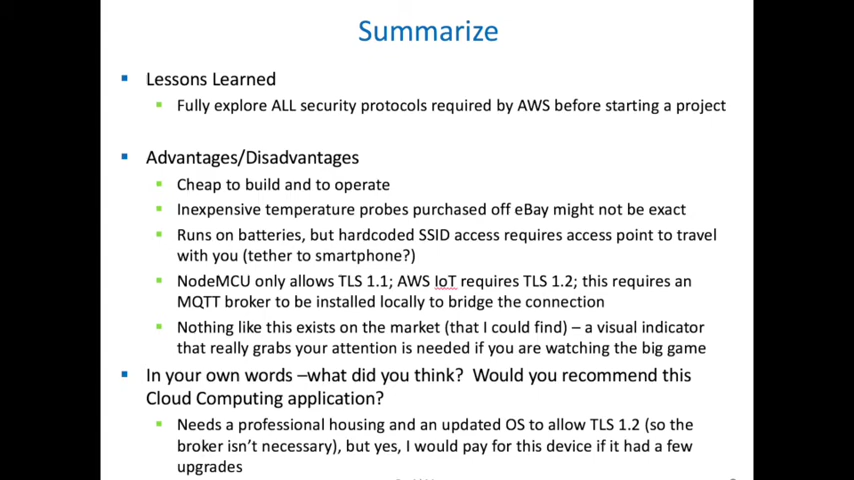 Summarize
Lessons Learned
Fully explore ALL security protocols required by AWS before starting a project
Advantages/Disadvantages
Cheap to build and to operate
Inexpensive temperature probes purchased off eBay might not be exact
Runs on batteries, but hardcoded SSID access requires access point to travel
with you (tether to smartphone?)
NodeMCU only allows TLS 1.1; AWS IoT requires TLS 1.2; this requires an
MQTT broker to be installed locally to bridge the connection
Nothing like this exists on the market (that I could find) – a visual indicator
that really grabs your attention is needed if you are watching the big game
In your own words –what did you think? Would you recommend this
Cloud Computing application?
Needs a professional housing and an updated OS to allow TLS 1.2 (so the
broker isn't necessary), but yes, I would pay for this device if it had a few
upgrades